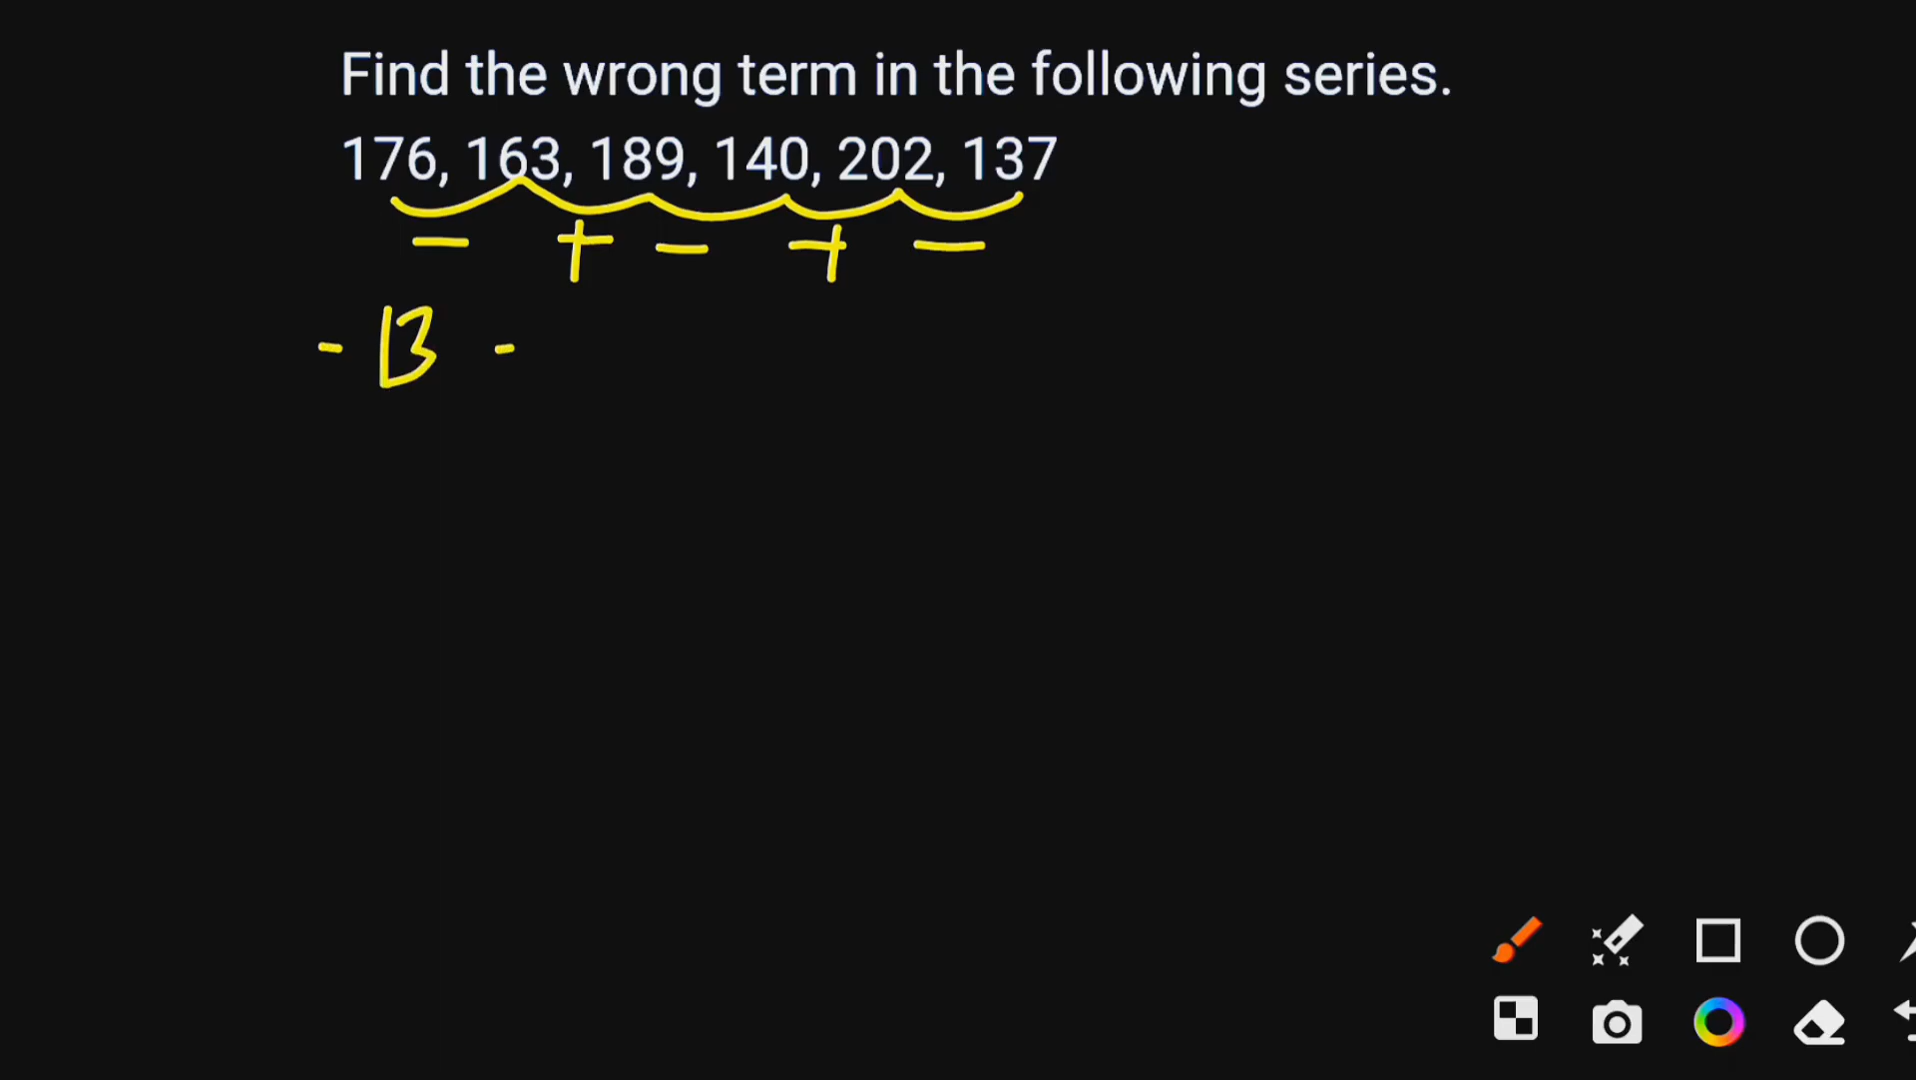 Find the wrong term in the following series.
176, 163, 189, 140, 202, 137
− + − + −
- 13 -